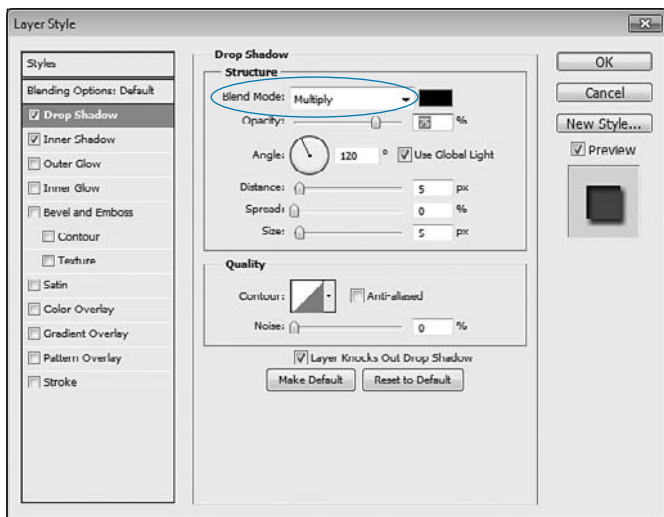 Layer Style
Styles
Blending Options: Default
Drop Shadow
Inner Shadow
Outer Glow
Inner Glow
Bevel and Emboss
Contour
Texture
Satin
Color Overlay
Gradient Overlay
Pattern Overlay
Stroke
Drop Shadow
Structure
Blend Mode: Multiply
Opacity: %
Angle: 120 ° Use Global Light
Distance: 5 px
Spread: 0 %
Size: 5 px
Quality
Contour: Anti-aliased
Noise: 0 %
Layer Knocks Out Drop Shadow
Make Default Reset to Default
OK
Cancel
New Style...
Preview